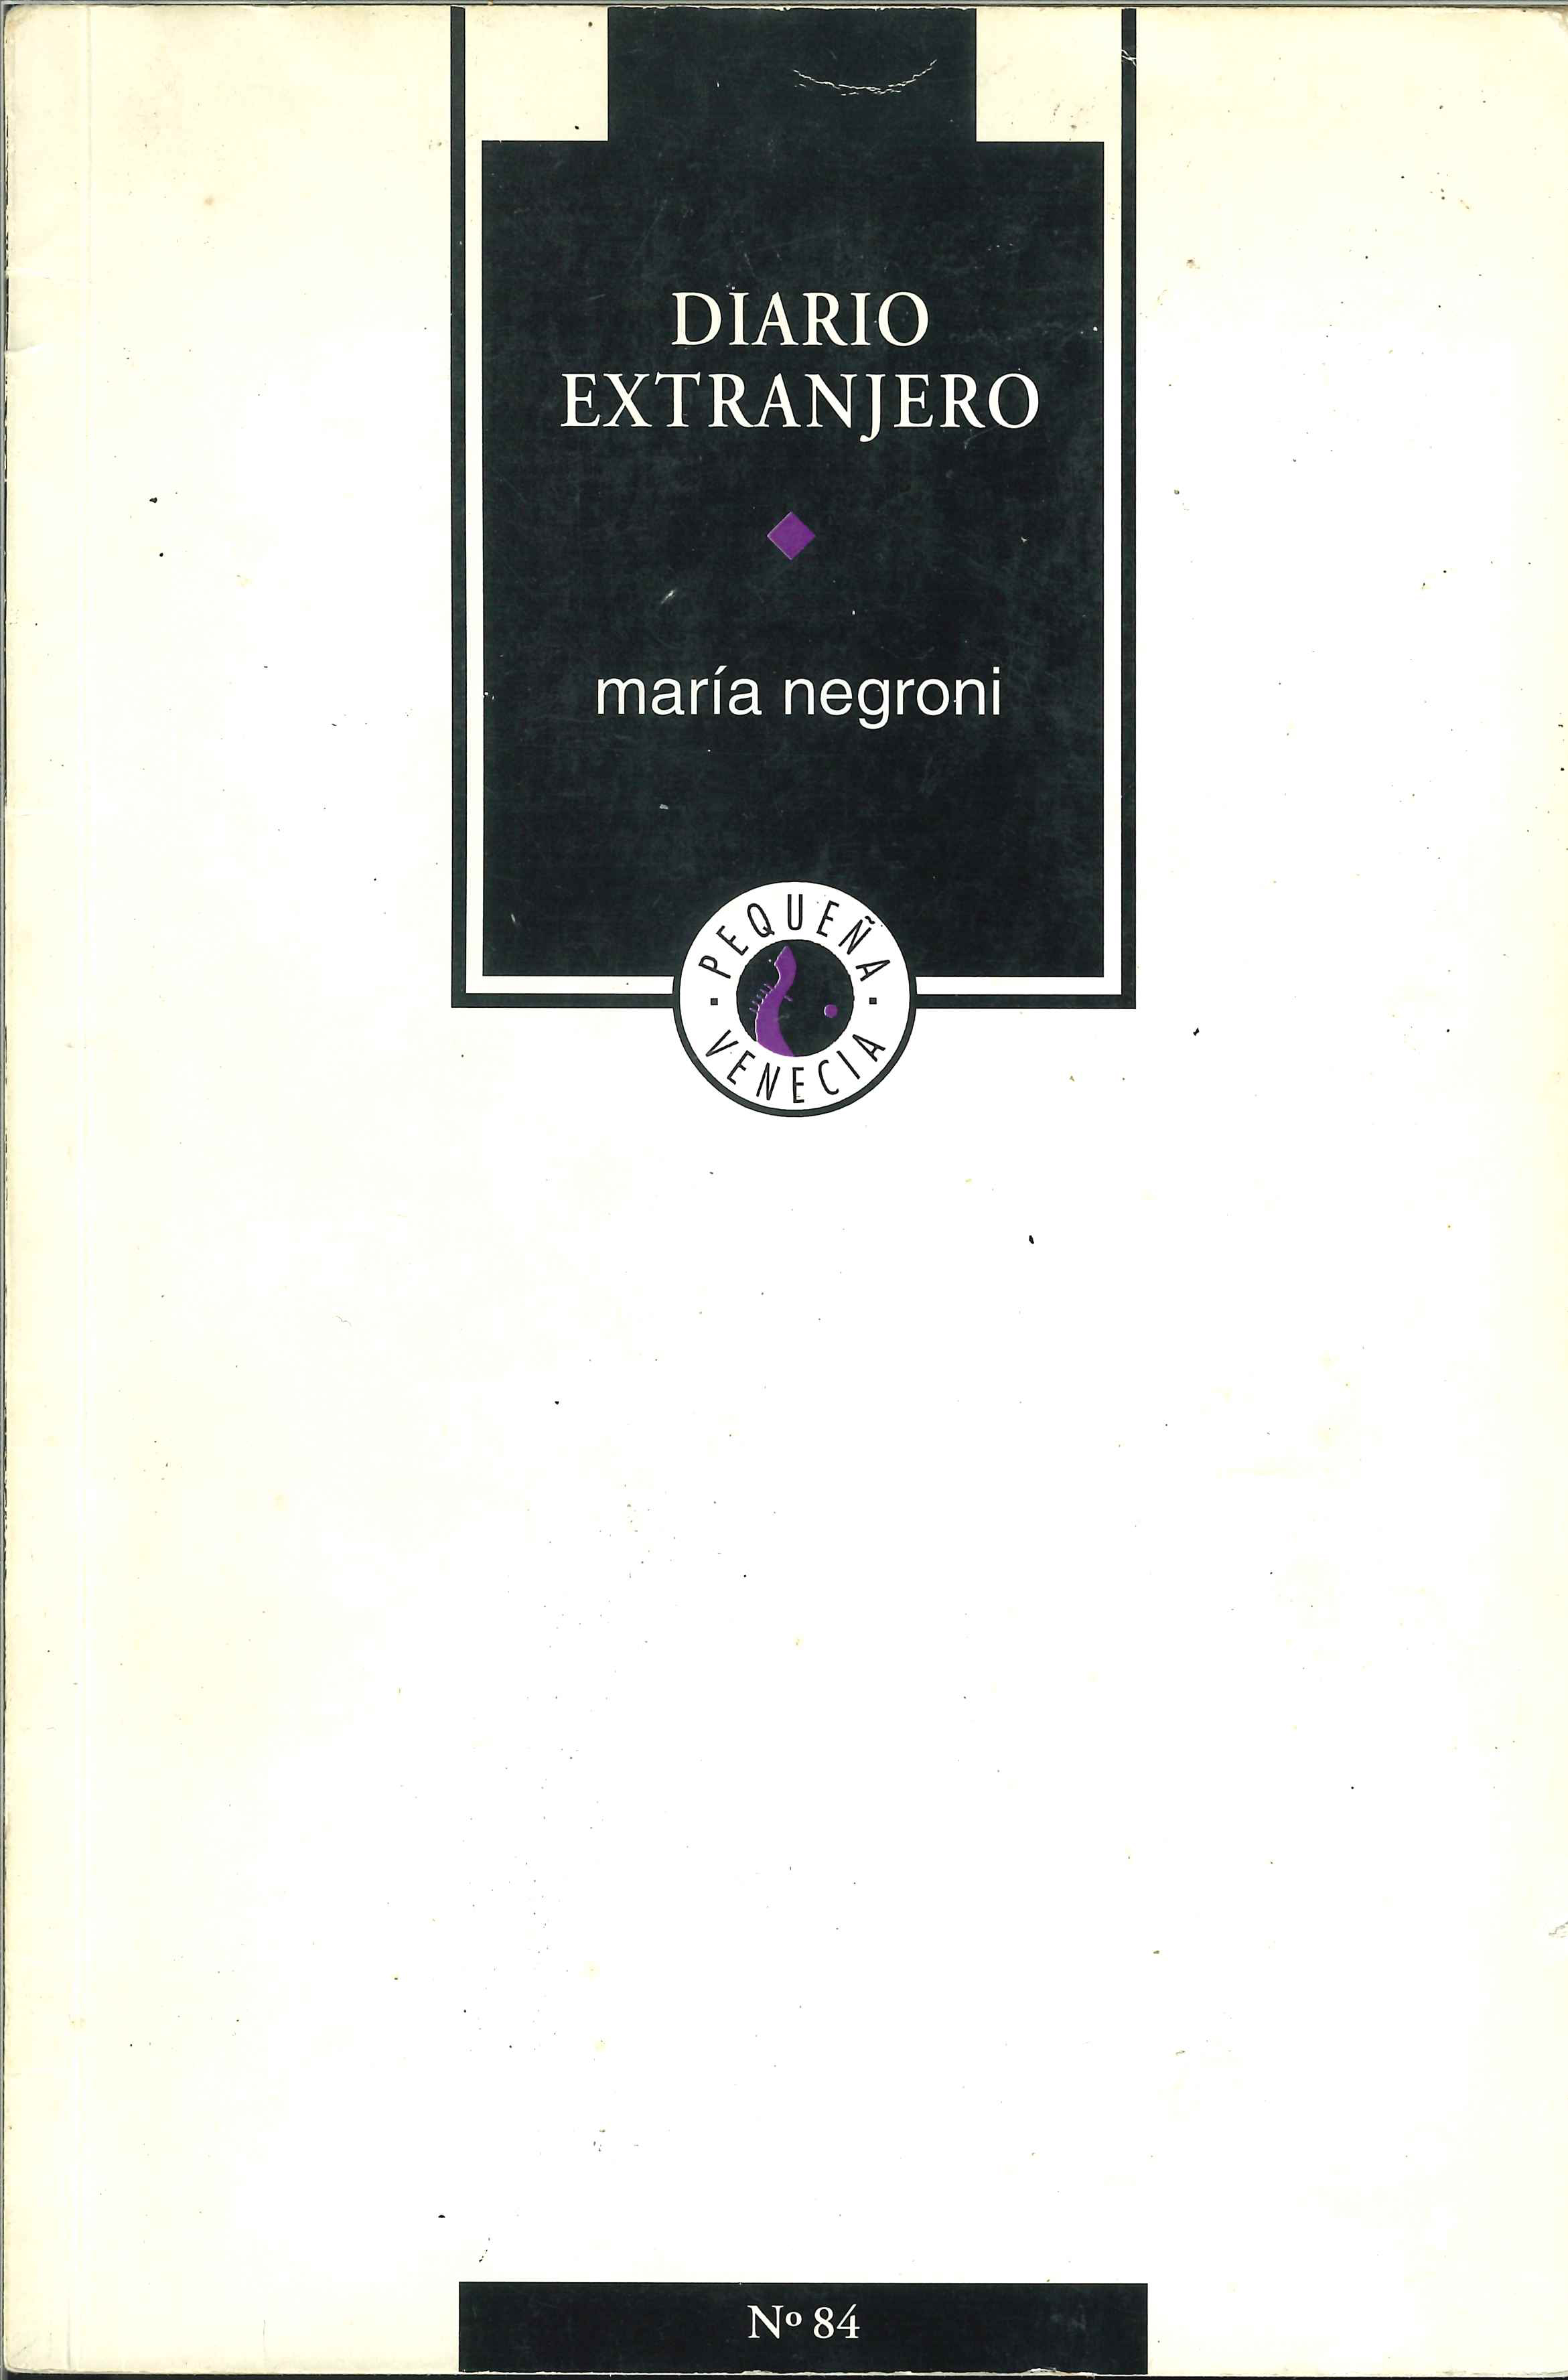 DIARIO
EXTRANJERO
maría negroni
PEQUEÑA
VENECIA
Nº 84